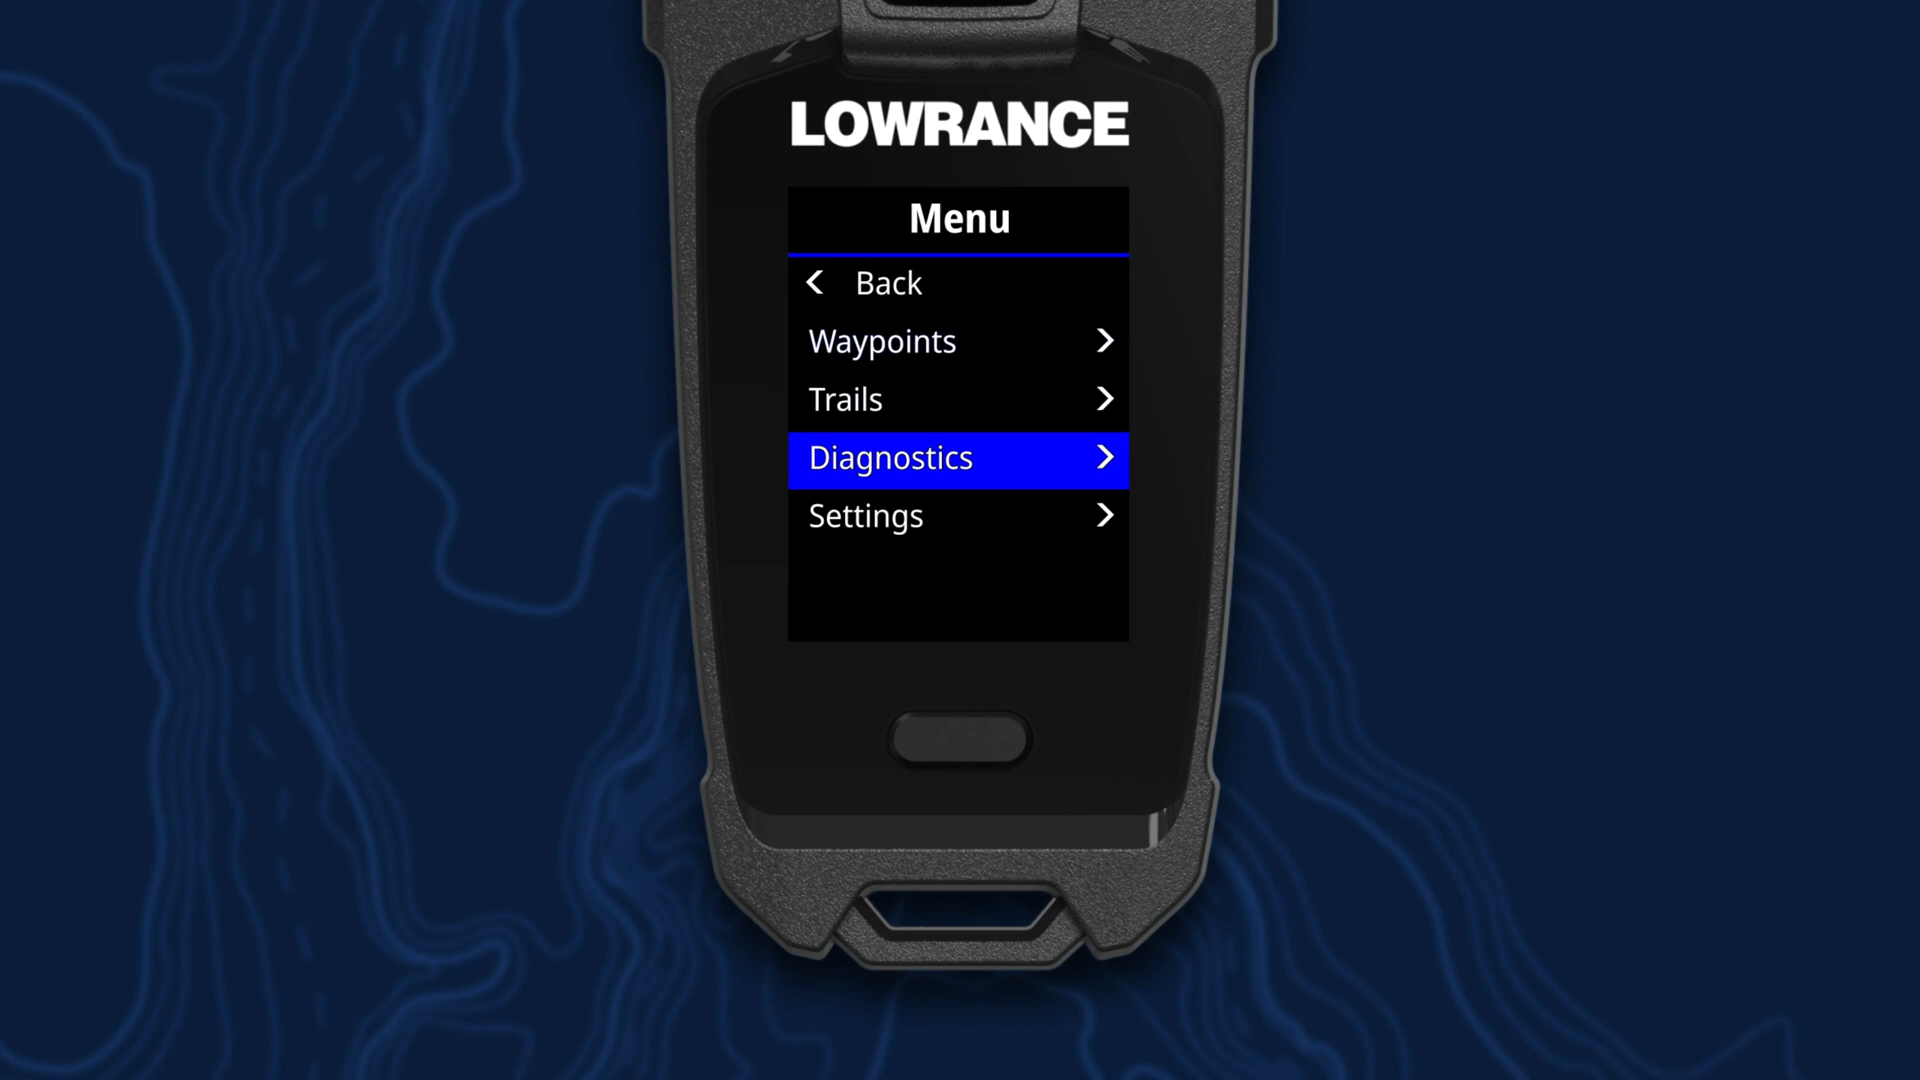 LOWRANCE
Menu
Back
Waypoints
Trails
Diagnostics
Settings